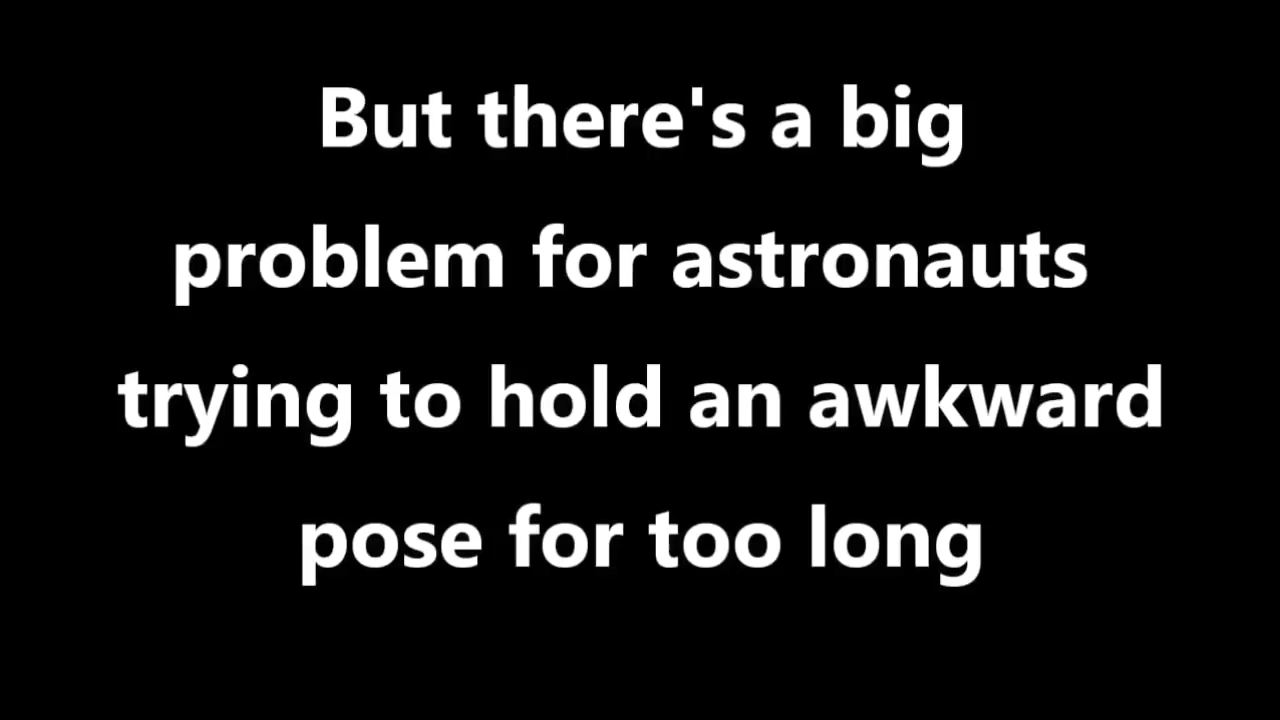 But there's a big
problem for astronauts
trying to hold an awkward
pose for too long